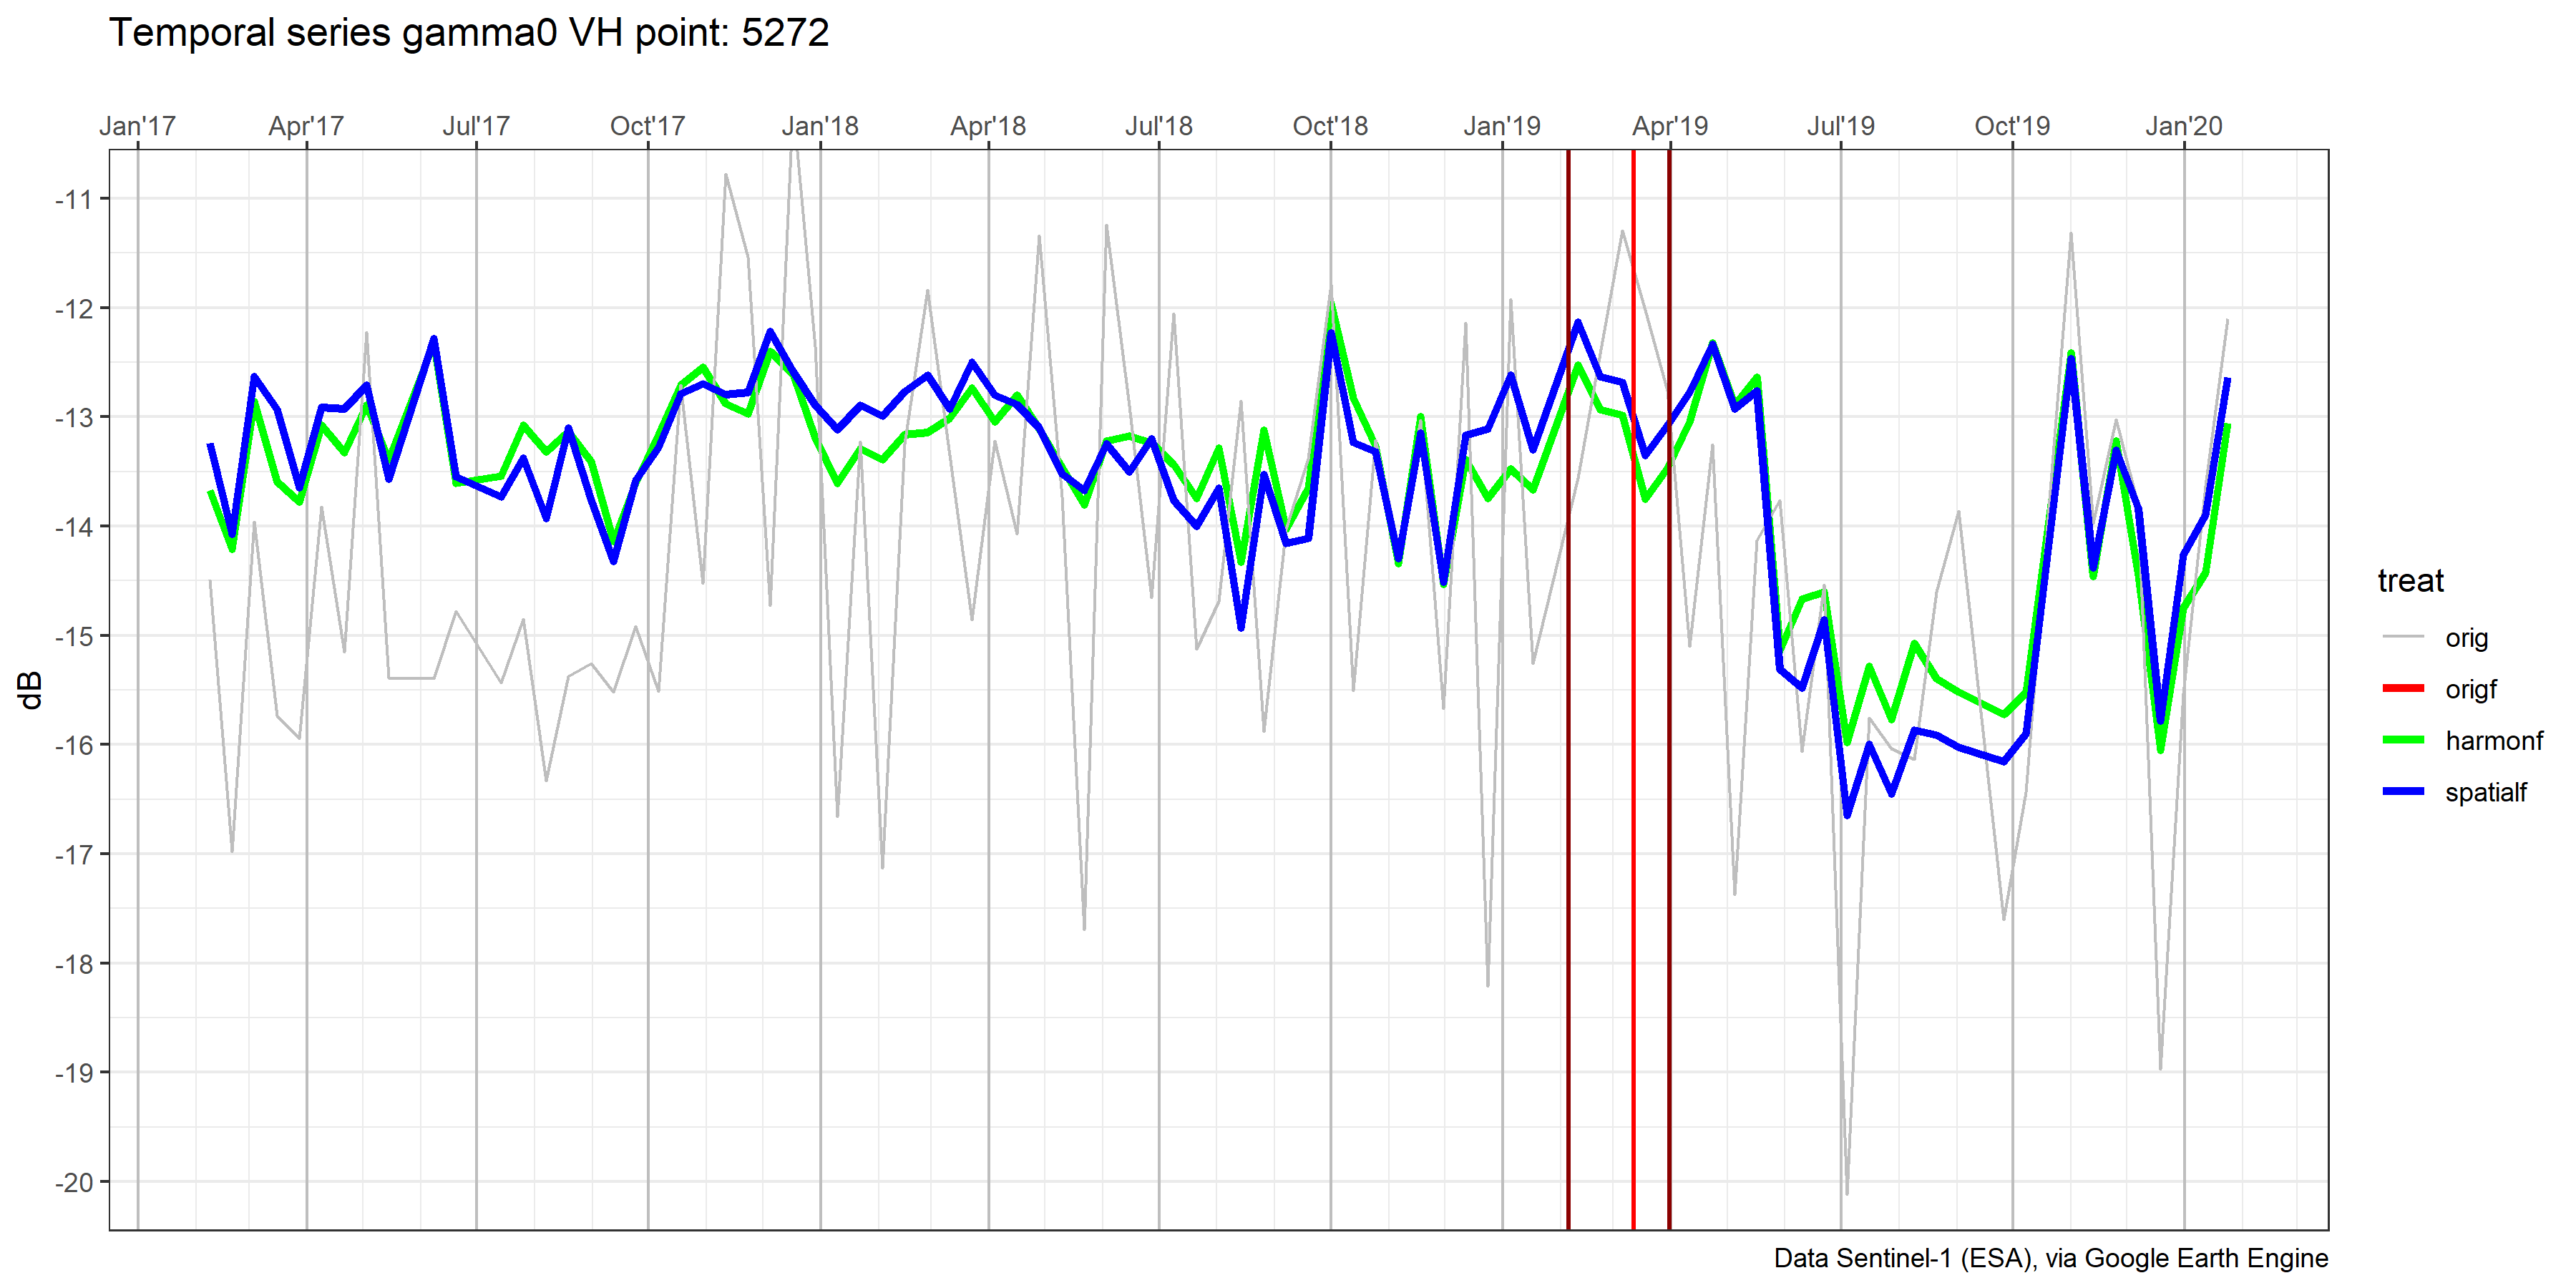 Temporal series gamma0 VH point: 5272
Jan'17 Apr'17 Jul'17 Oct'17 Jan'18 Apr'18 Jul'18 Oct'18 Jan'19 Apr'19 Jul'19 Oct'19 Jan'20
-11
-12
-13
-14
-15
-16
-17
-18
-19
-20
dB
treat
orig
origf
harmonf
spatialf
Data Sentinel-1 (ESA), via Google Earth Engine